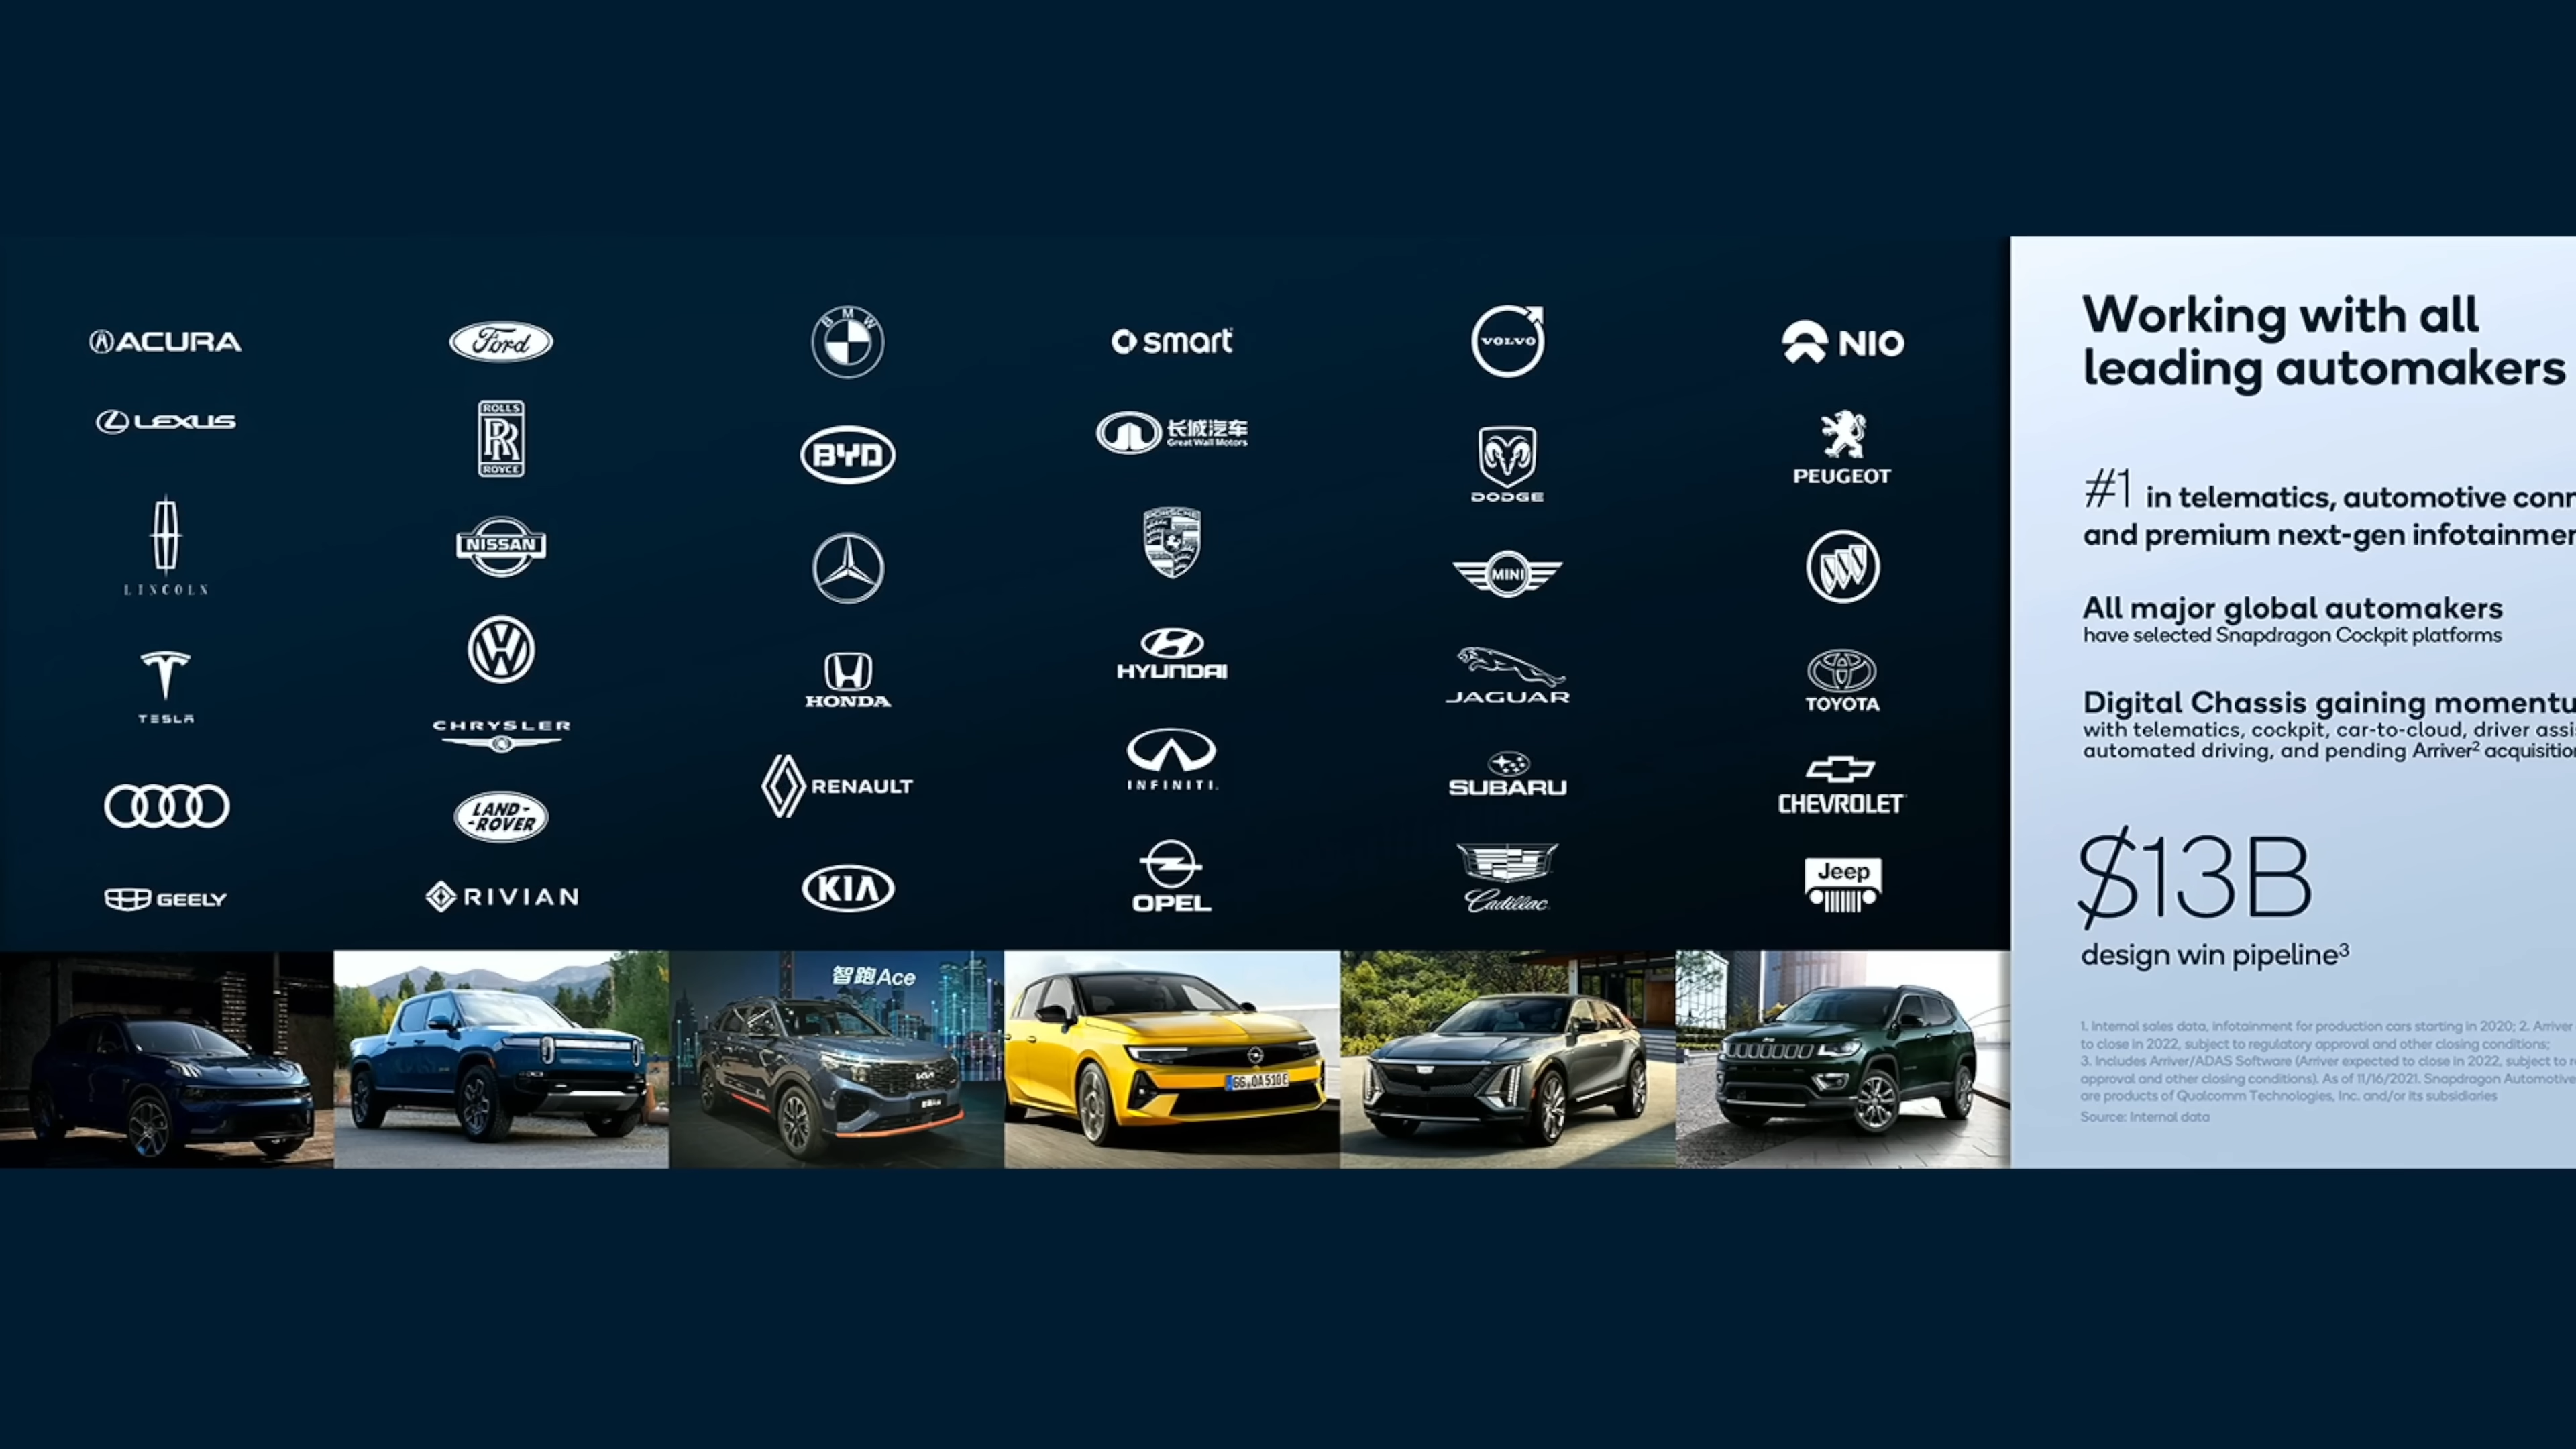 ACURA
LEXUS
LINCOLN
TESLA
GEELY
Ford
ROLLS
RR
ROYCE
NISSAN
CHRYSLER
LAND-
-ROVER
RIVIAN
BMW
BYD
HONDA
RENAULT
KIA
smart
长城汽车
Great Wall Motors
PORSCHE
HYUNDAI
INFINITI.
OPEL
VOLVO
DODGE
MINI
JAGUAR
SUBARU
Cadillac
NIO
PEUGEOT
TOYOTA
CHEVROLET
Jeep
智跑Ace
GG OA 510E
Working with all
leading automakers
#1 in telematics, automotive conn
and premium next-gen infotainmen
All major global automakers
have selected Snapdragon Cockpit platforms
Digital Chassis gaining momentu
with telematics, cockpit, car-to-cloud, driver assi
automated driving, and pending Arriver2 acquisition
$13B
design win pipeline3
1. Internal sales data, infotainment for production cars starting in 2020; 2. Arriver
to close in 2022, subject to regulatory approval and other closing conditions;
3. Includes Arriver/ADAS Software (Arriver expected to close in 2022, subject to r
approval and other closing conditions). As of 11/16/2021. Snapdragon Automotive
are products of Qualcomm Technologies, Inc. and/or its subsidiaries
Source: Internal data